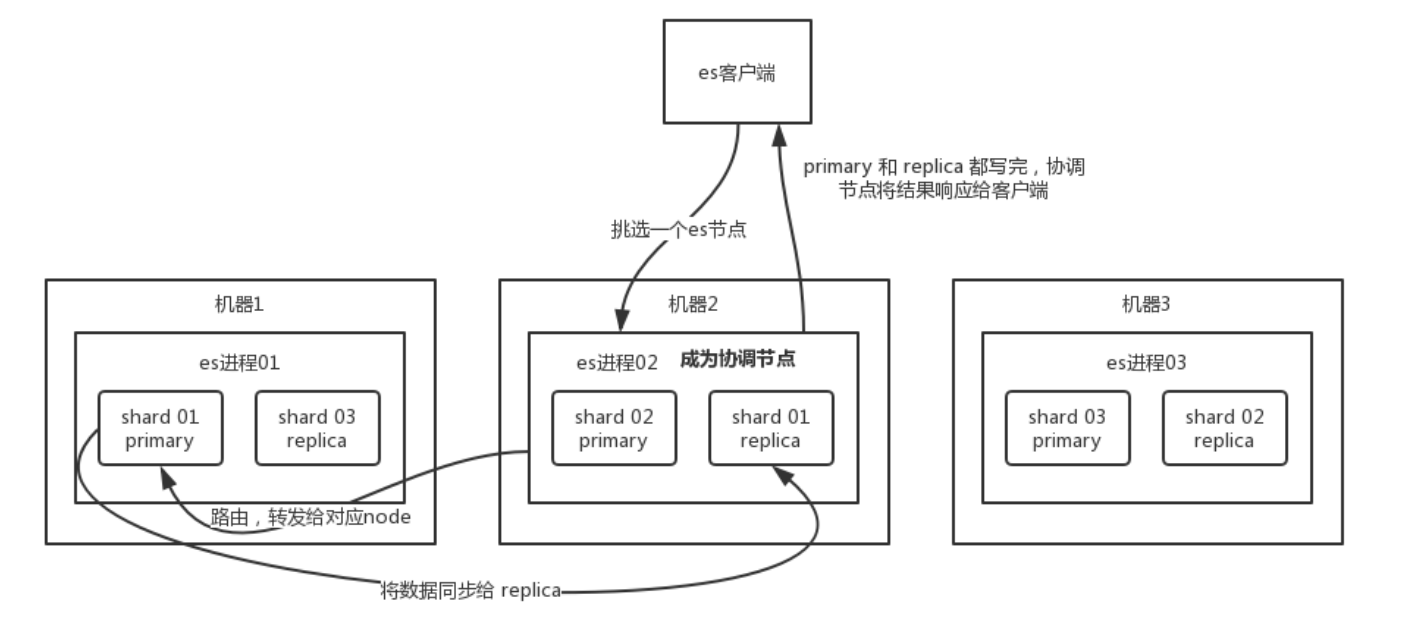 es客户端
primary 和 replica 都写完，协调
节点将结果响应给客户端
挑选一个es节点
机器1
机器2
机器3
es进程01
es进程02
成为协调节点
es进程03
shard 01
primary
shard 03
replica
shard 02
primary
shard 01
replica
shard 03
primary
shard 02
replica
路由，转发给对应node
将数据同步给 replica